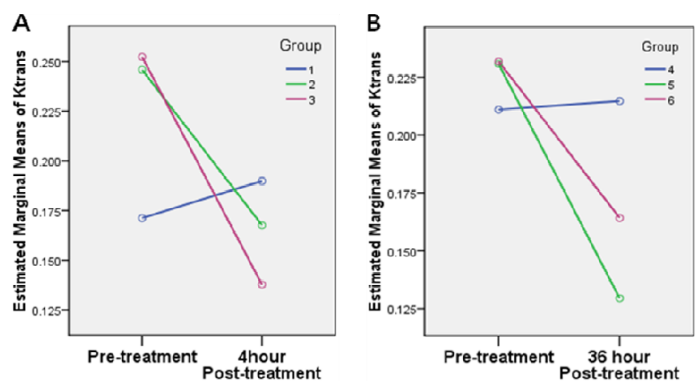 A
Estimated Marginal Means of Ktrans
0.250
0.225
0.200
0.175
0.150
0.125
Group
1
2
3
Pre-treatment
4hour
Post-treatment
B
Estimated Marginal Means of Ktrans
0.225
0.200
0.175
0.150
0.125
Group
4
5
6
Pre-treatment
36 hour
Post-treatment